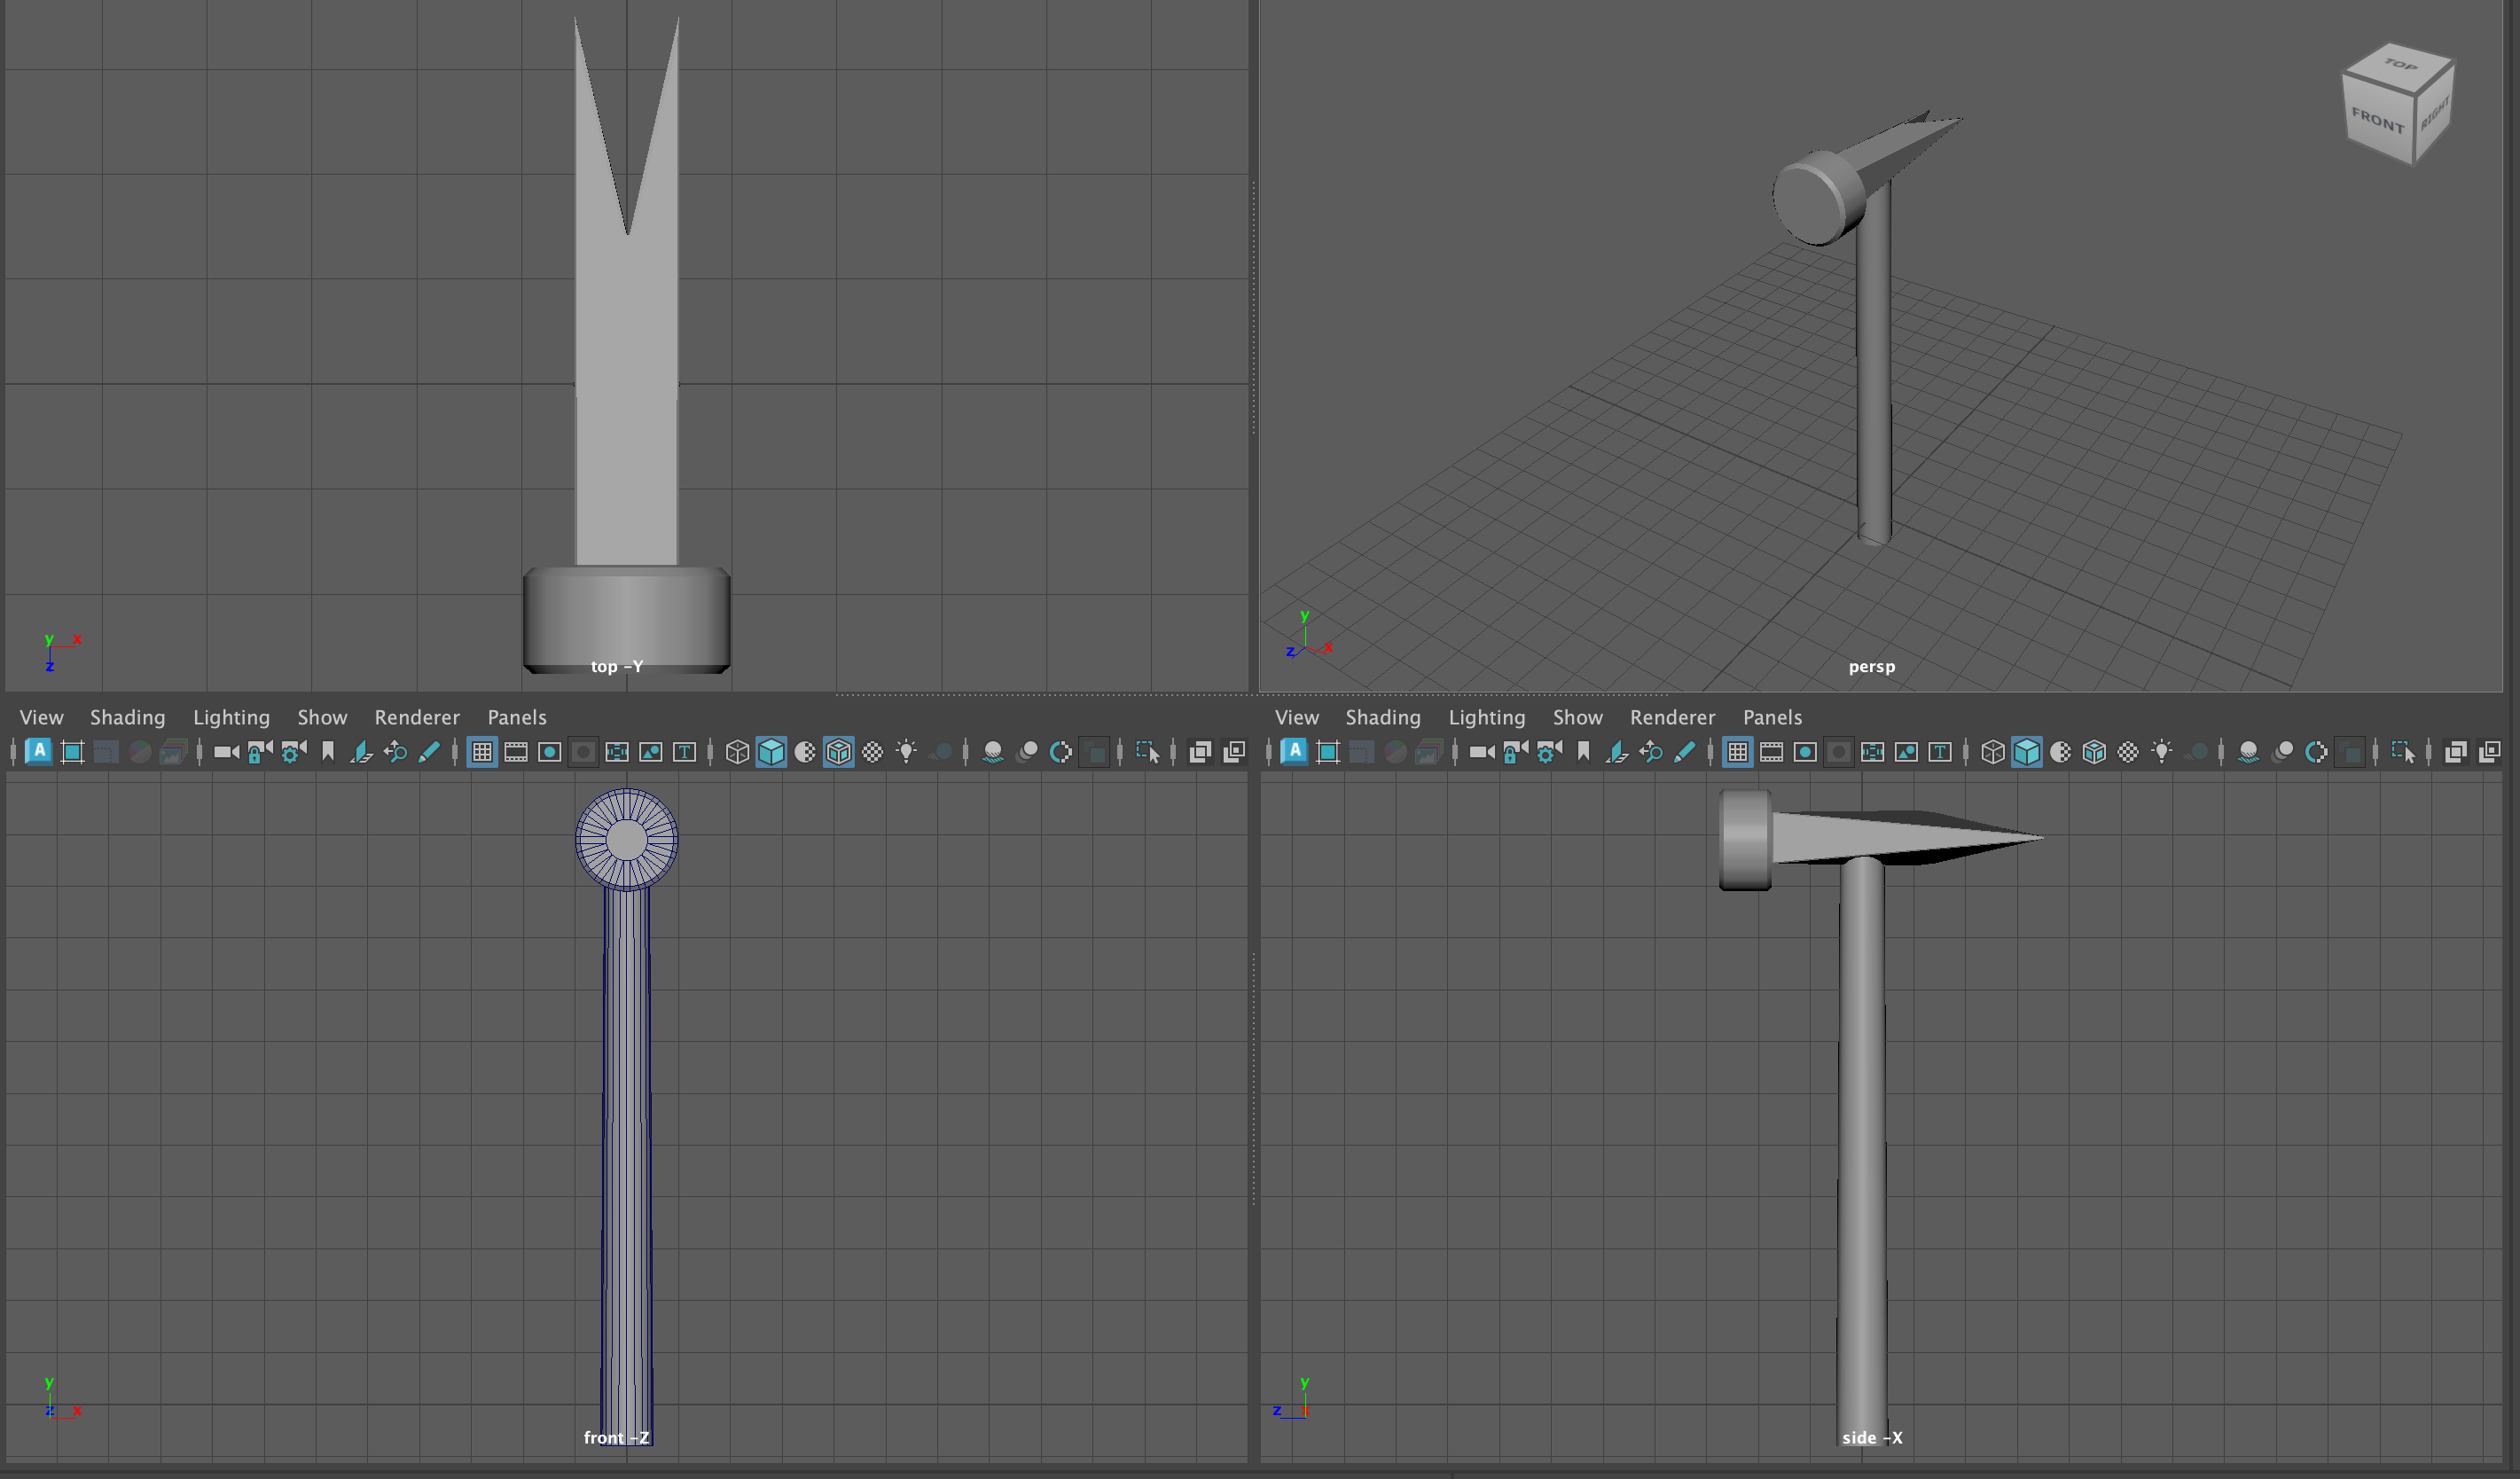 TOP
FRONT
RIGHT
y x
z
top -Y
y
z x
persp
View Shading Lighting Show Renderer Panels
View Shading Lighting Show Renderer Panels
A
T
A
T
y
z x
front -Z
y
z x
side -X